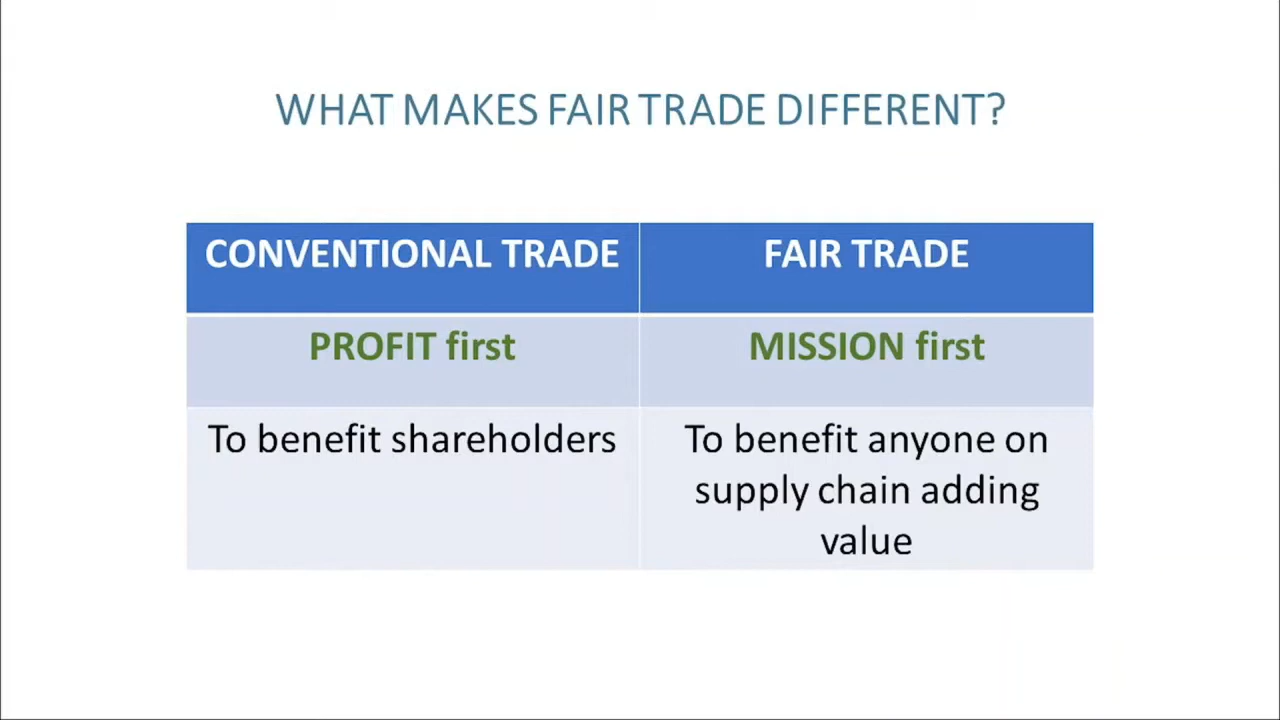 WHAT MAKES FAIR TRADE DIFFERENT?
CONVENTIONAL TRADE
FAIR TRADE
PROFIT first
MISSION first
To benefit shareholders
To benefit anyone on
supply chain adding
value